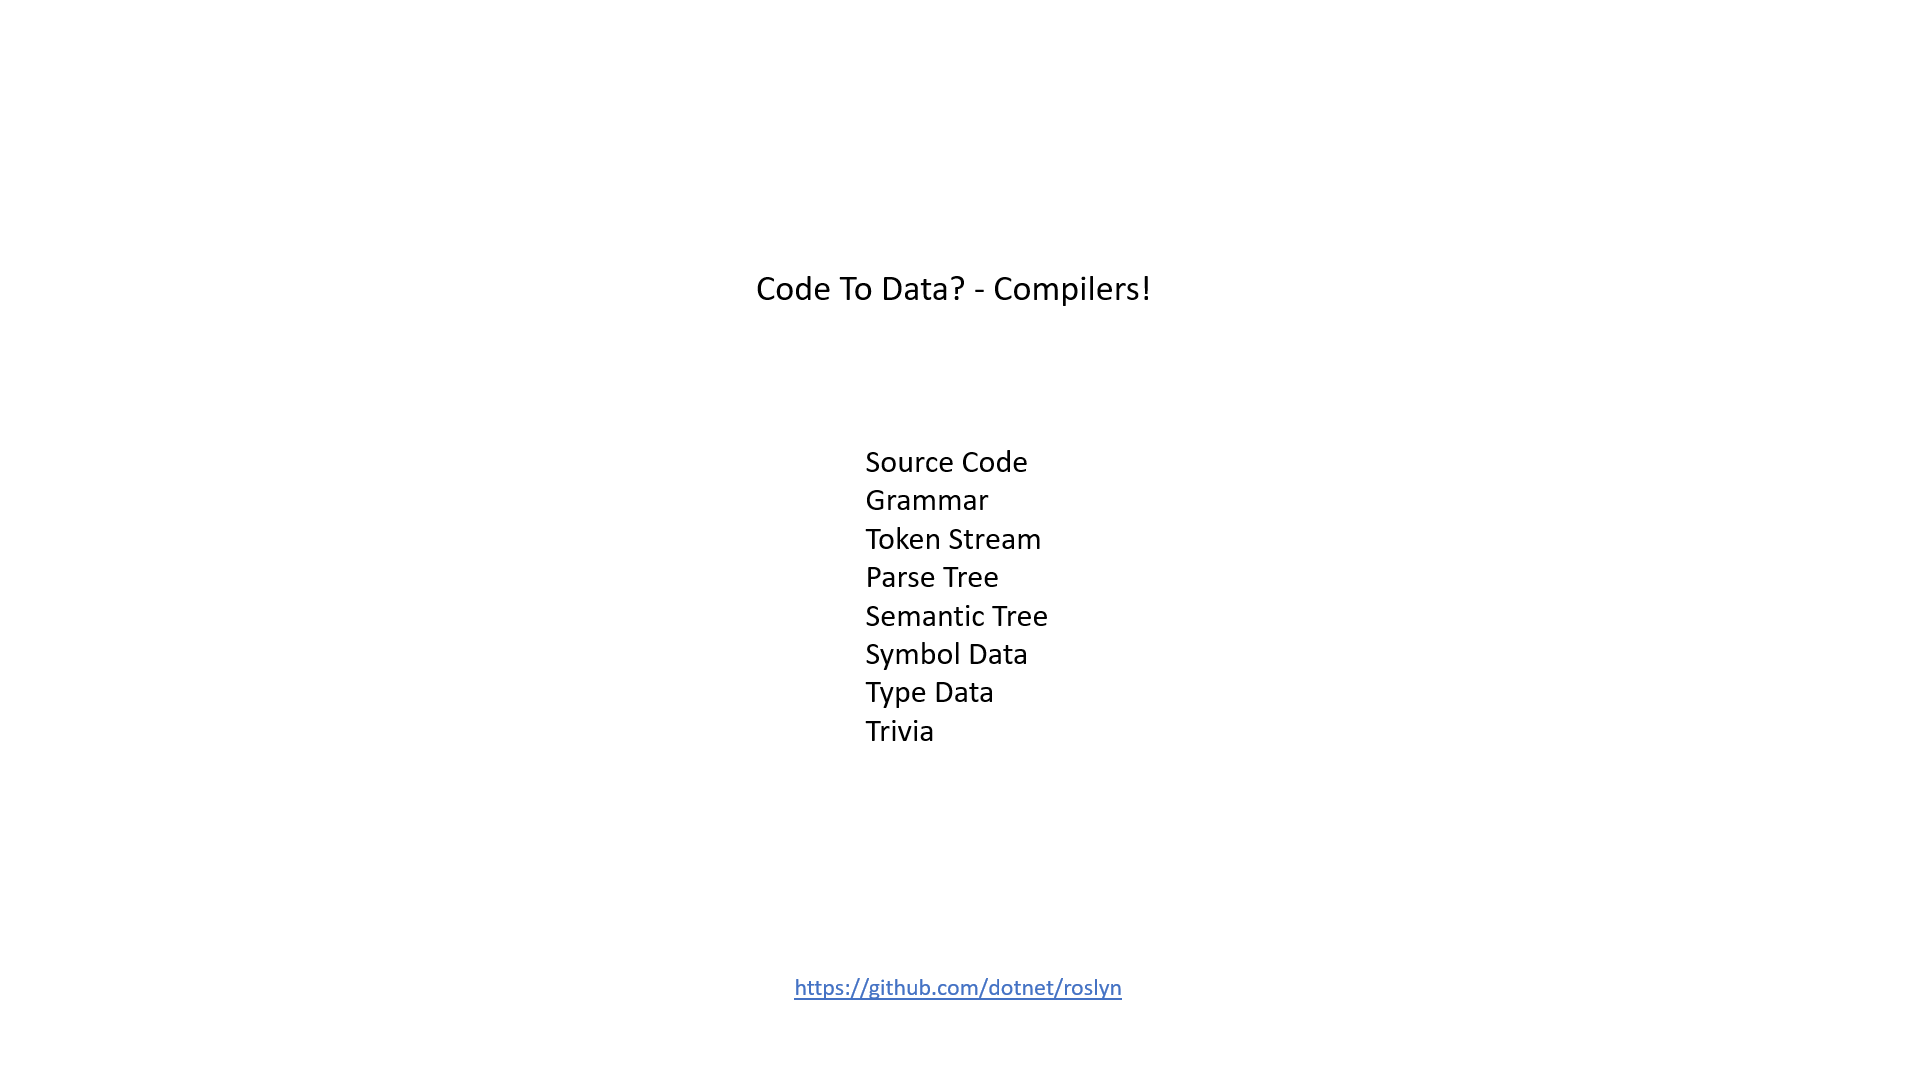 Code To Data? - Compilers!
Source Code
Grammar
Token Stream
Parse Tree
Semantic Tree
Symbol Data
Type Data
Trivia
https://github.com/dotnet/roslyn